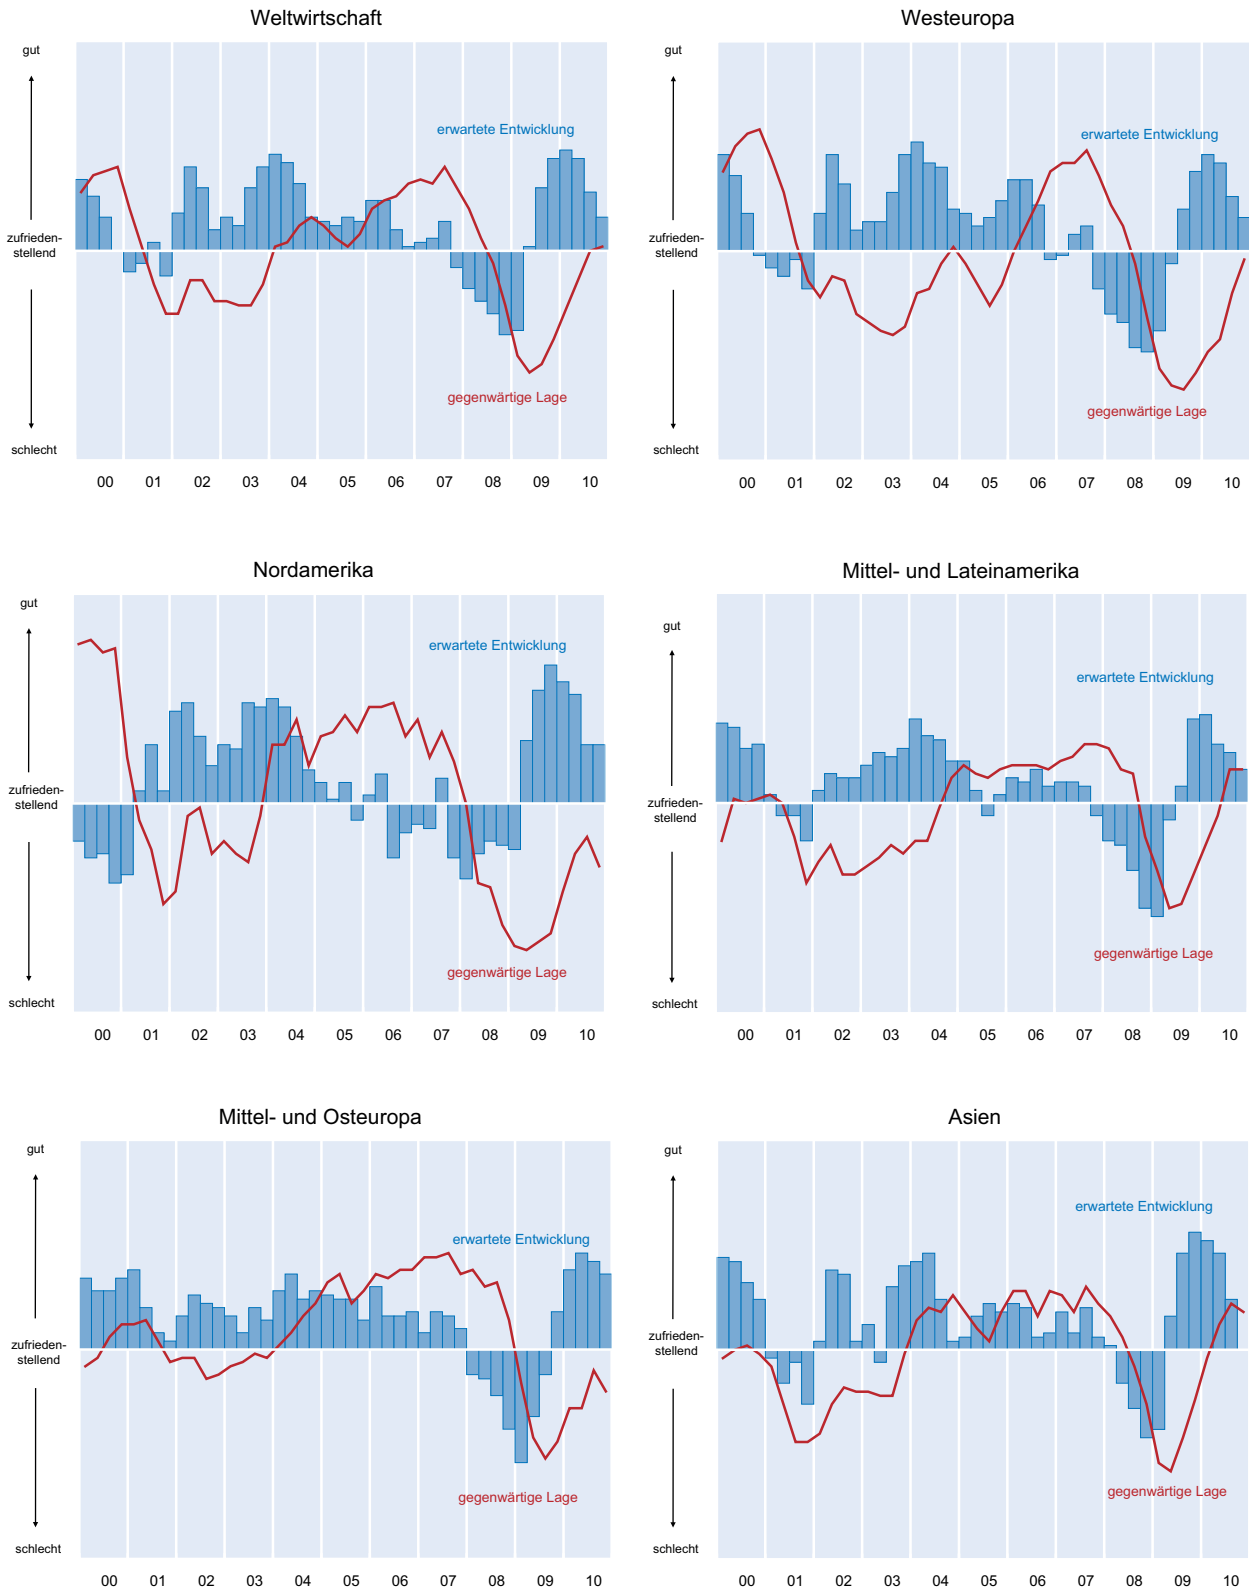 Weltwirtschaft
gut
erwartete Entwicklung
zufrieden-
stellend
gegenwärtige Lage
schlecht
00 01 02 03 04 05 06 07 08 09 10
Westeuropa
gut
erwartete Entwicklung
zufrieden-
stellend
gegenwärtige Lage
schlecht
00 01 02 03 04 05 06 07 08 09 10
Nordamerika
gut
erwartete Entwicklung
zufrieden-
stellend
gegenwärtige Lage
schlecht
00 01 02 03 04 05 06 07 08 09 10
Mittel- und Lateinamerika
gut
erwartete Entwicklung
zufrieden-
stellend
gegenwärtige Lage
schlecht
00 01 02 03 04 05 06 07 08 09 10
Mittel- und Osteuropa
gut
erwartete Entwicklung
zufrieden-
stellend
gegenwärtige Lage
schlecht
00 01 02 03 04 05 06 07 08 09 10
Asien
gut
erwartete Entwicklung
zufrieden-
stellend
gegenwärtige Lage
schlecht
00 01 02 03 04 05 06 07 08 09 10